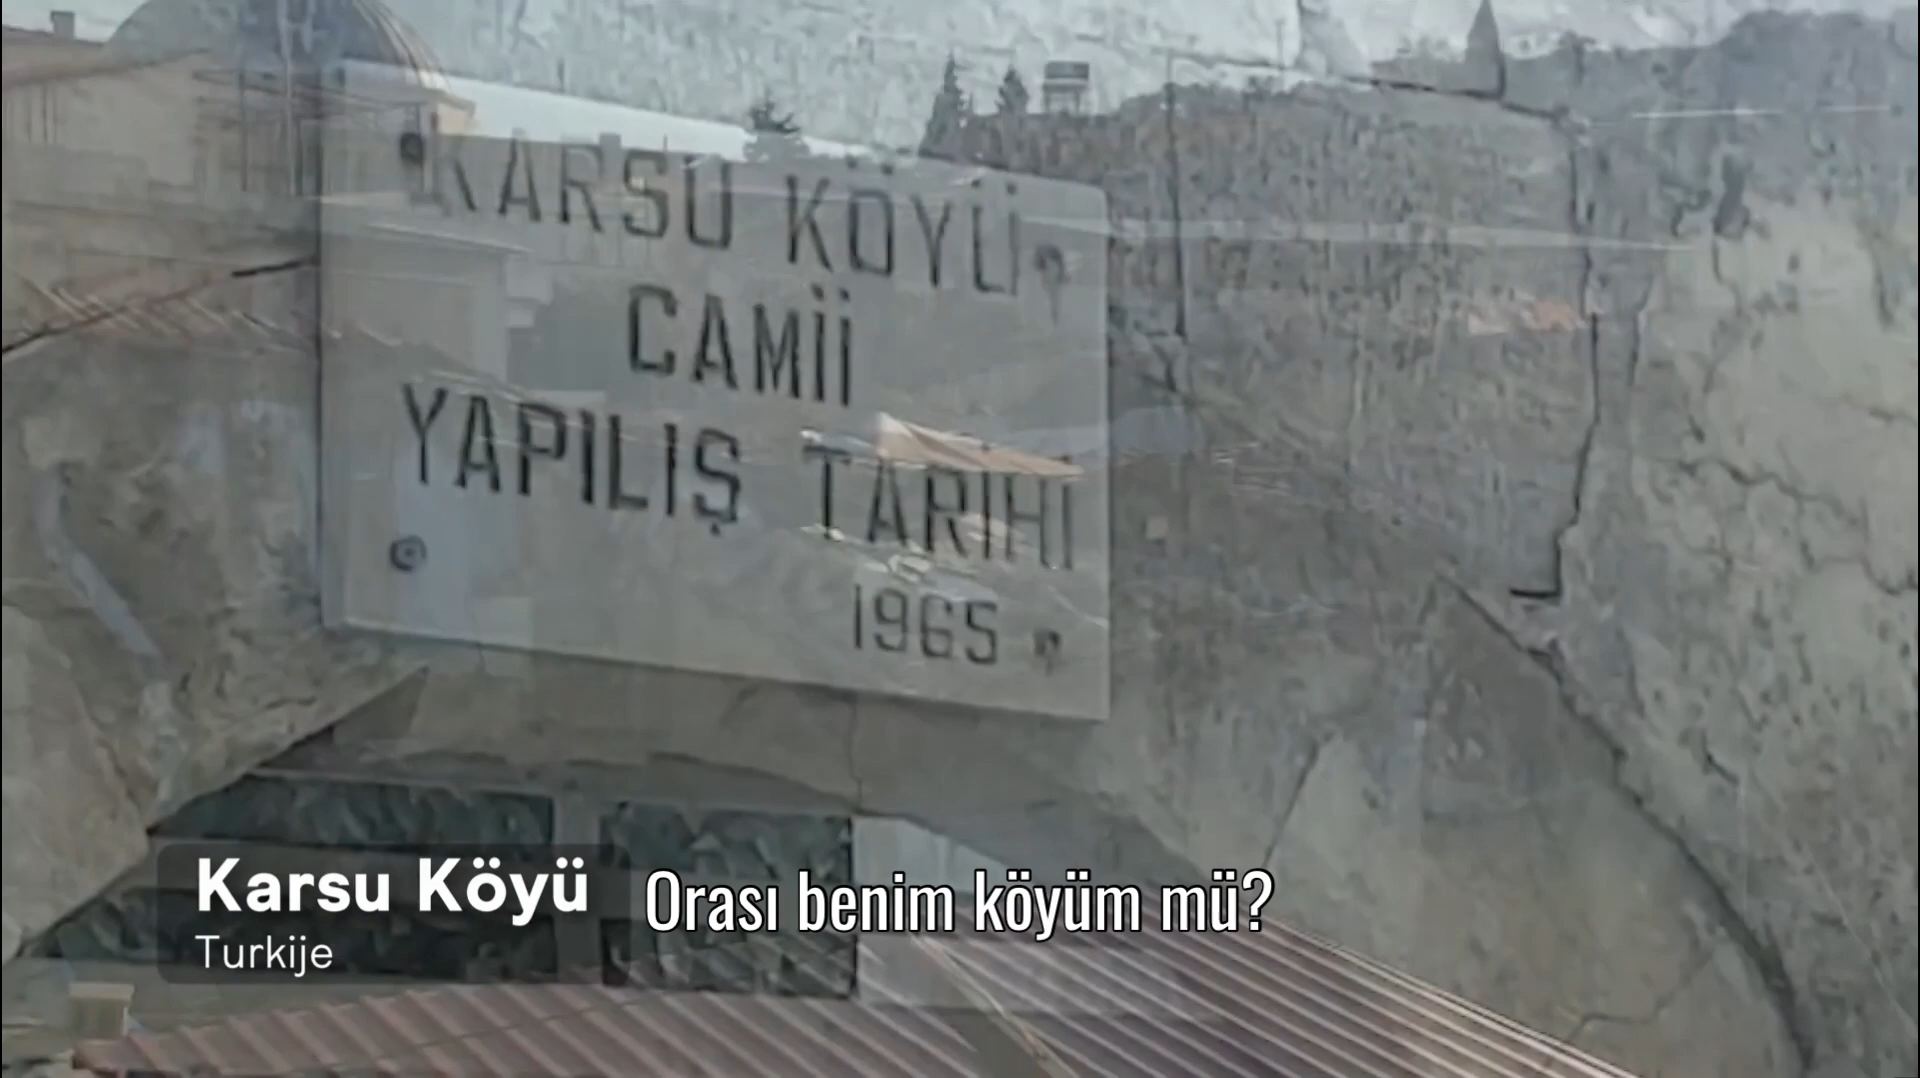 KARSU KÖYÜ
CAMİİ
YAPILIŞ TARİHİ
1965
Karsu Köyü
Turkije
Orası benim köyüm mü?